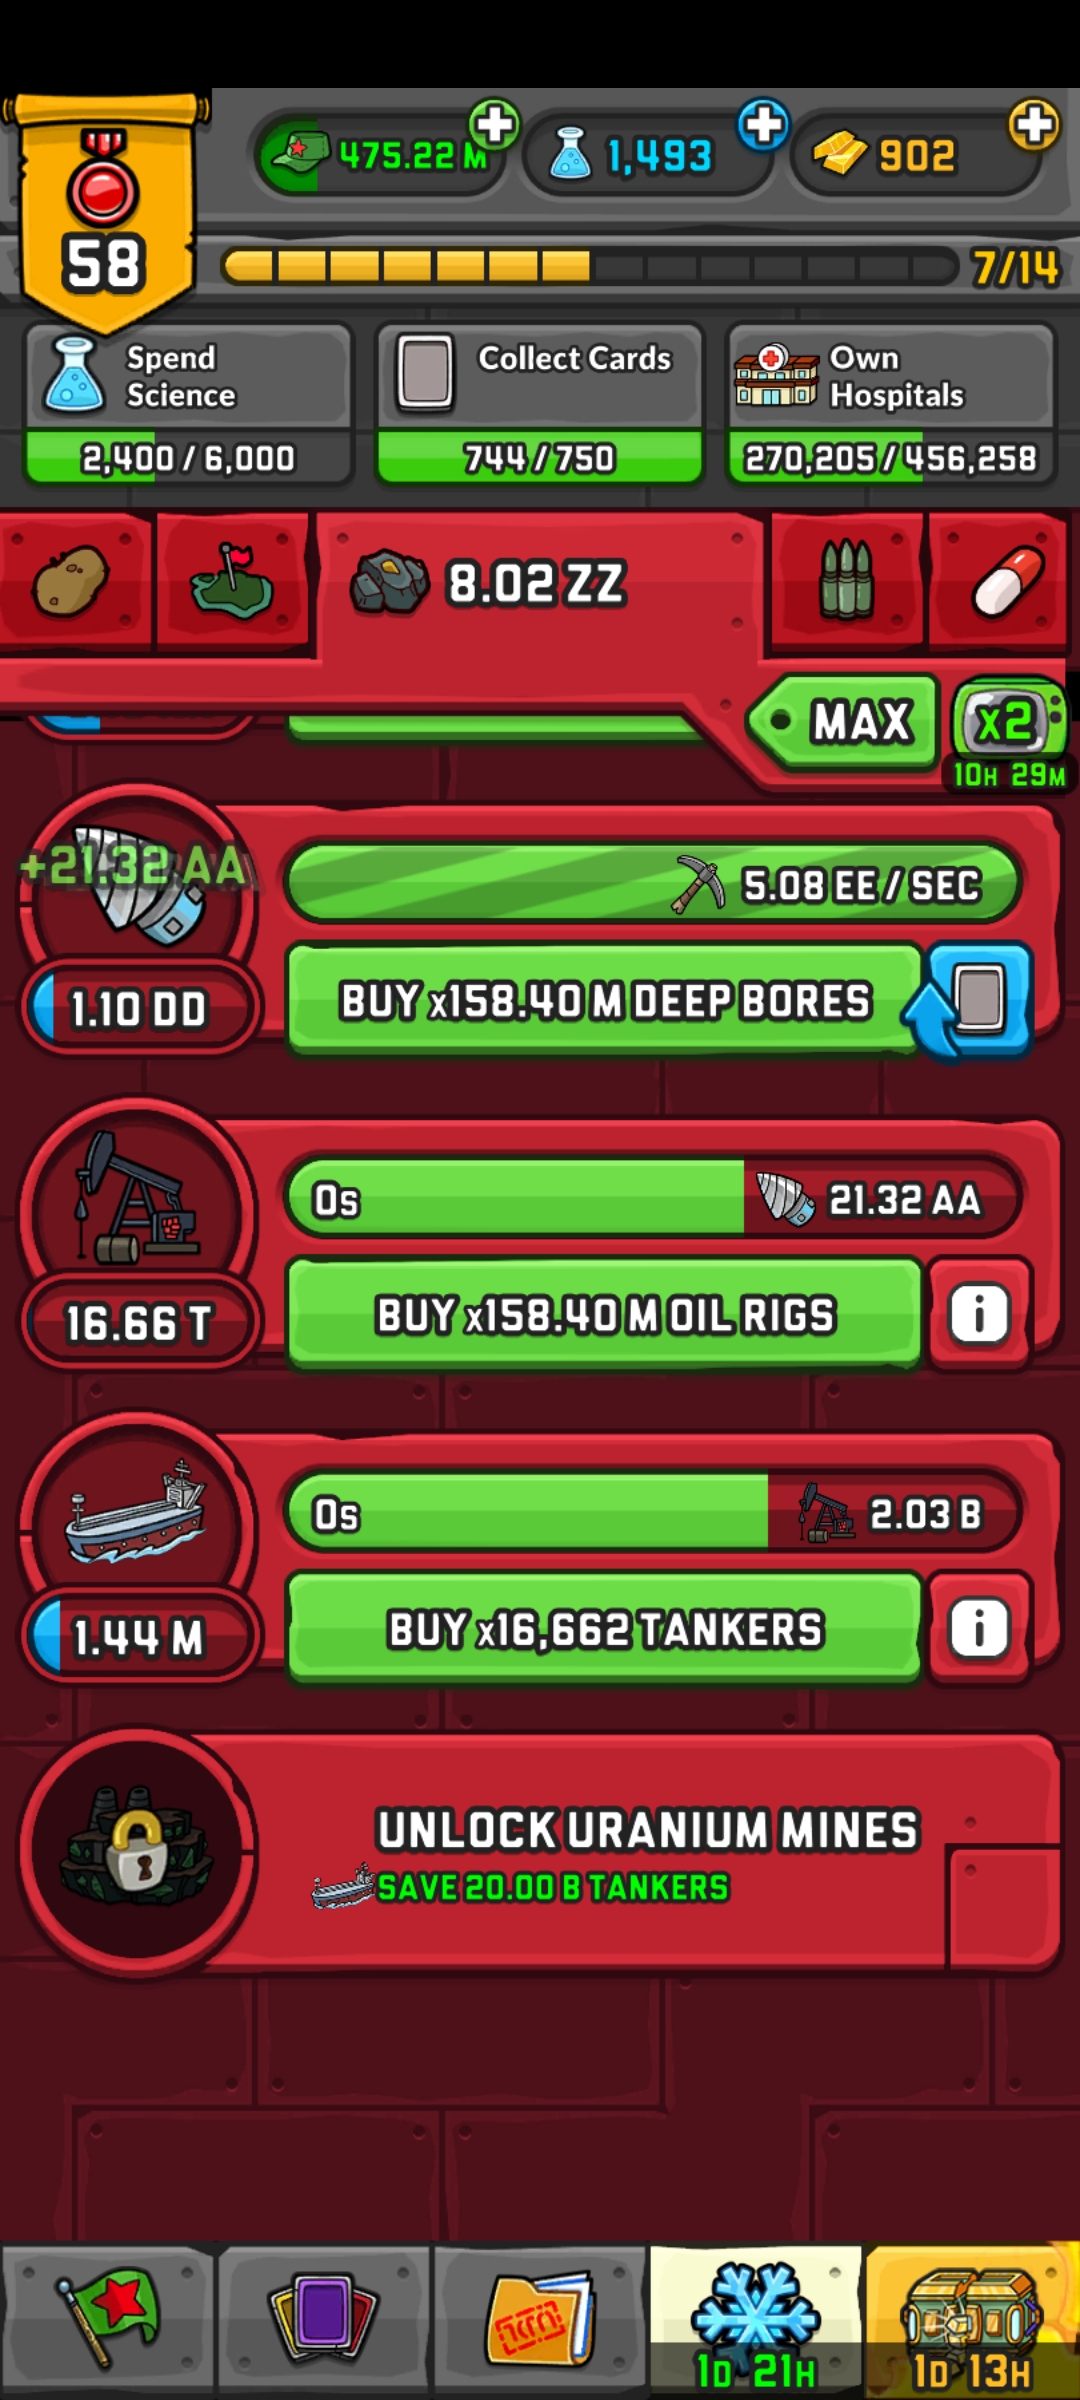 475.22 M
1,493
902
58
7/14
Spend
Science
2,400 / 6,000
Collect Cards
744 / 750
Own
Hospitals
270,205 / 456,258
8.02 ZZ
MAX
x2
10H 29M
+21.32 AA
5.08 EE / SEC
1.10 DD
BUY x158.40 M DEEP BORES
0s
21.32 AA
16.66 T
BUY x158.40 M OIL RIGS
i
0s
2.03 B
1.44 M
BUY x16,662 TANKERS
i
UNLOCK URANIUM MINES
SAVE 20.00 B TANKERS
1D 21H
1D 13H